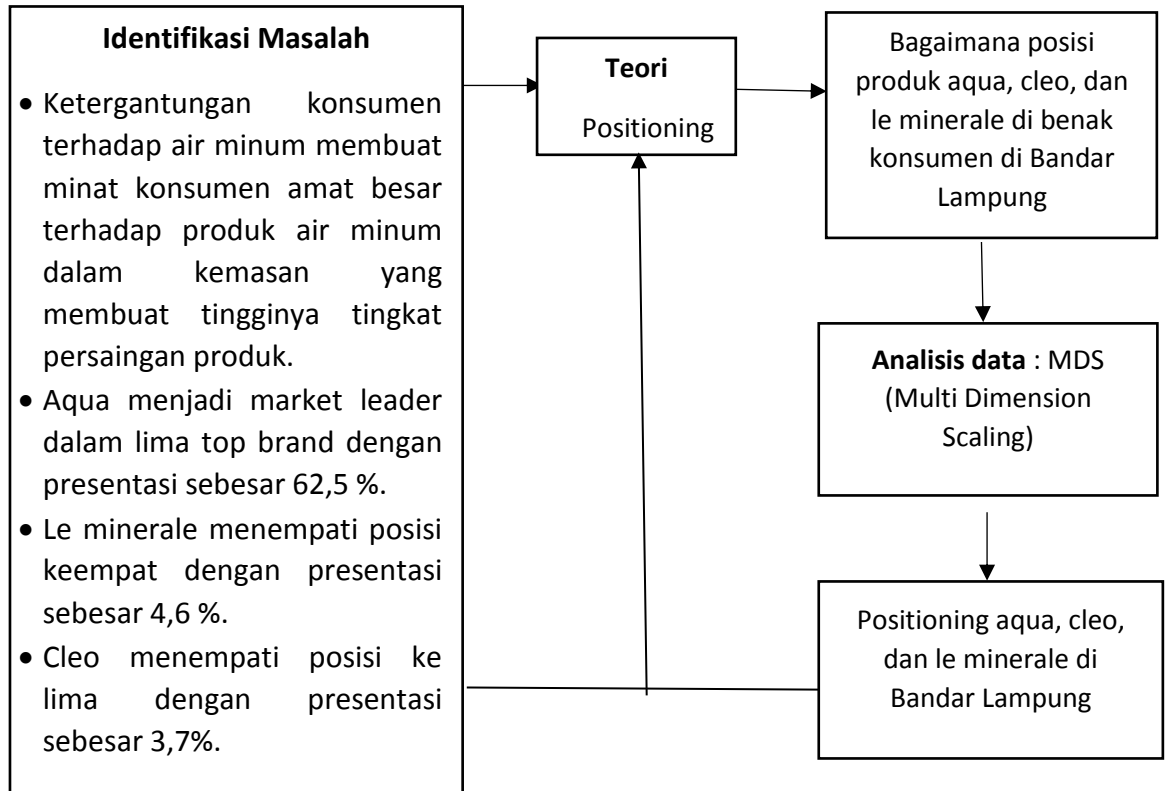 Identifikasi Masalah
• Ketergantungan konsumen
terhadap air minum membuat
minat konsumen amat besar
terhadap produk air minum
dalam kemasan yang
membuat tingginya tingkat
persaingan produk.
• Aqua menjadi market leader
dalam lima top brand dengan
presentasi sebesar 62,5 %.
• Le minerale menempati posisi
keempat dengan presentasi
sebesar 4,6 %.
• Cleo menempati posisi ke
lima dengan presentasi
sebesar 3,7%.
Teori
Positioning
Bagaimana posisi
produk aqua, cleo, dan
le minerale di benak
konsumen di Bandar
Lampung
Analisis data : MDS
(Multi Dimension
Scaling)
Positioning aqua, cleo,
dan le minerale di
Bandar Lampung